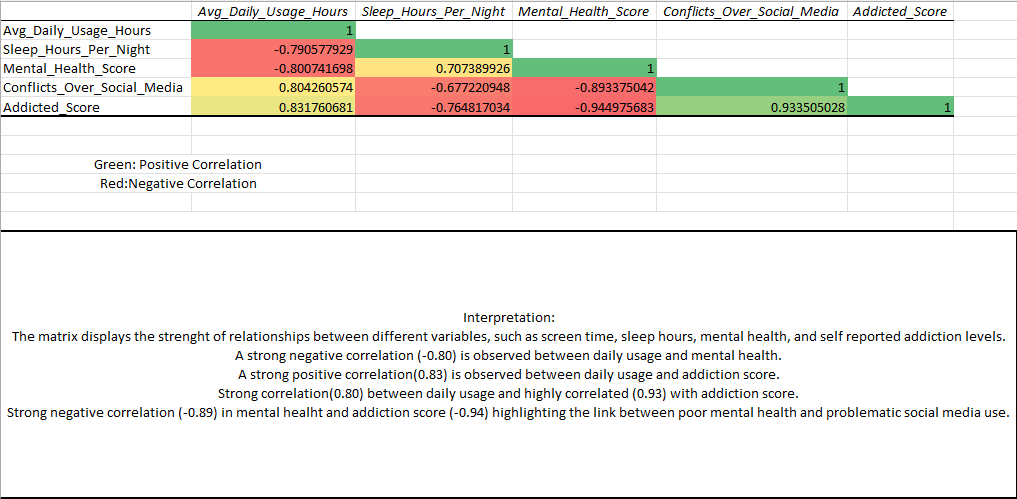 Avg_Daily_Usage_Hours Sleep_Hours_Per_Night Mental_Health_Score Conflicts_Over_Social_Media Addicted_Score
Avg_Daily_Usage_Hours 1
Sleep_Hours_Per_Night -0.790577929 1
Mental_Health_Score -0.800741698 0.707389926 1
Conflicts_Over_Social_Media 0.804260574 -0.677220948 -0.893375042 1
Addicted_Score 0.831760681 -0.764817034 -0.944975683 0.933505028 1
Green: Positive Correlation
Red:Negative Correlation
Interpretation:
The matrix displays the strenght of relationships between different variables, such as screen time, sleep hours, mental health, and self reported addiction levels.
A strong negative correlation (-0.80) is observed between daily usage and mental health.
A strong positive correlation(0.83) is observed between daily usage and addiction score.
Strong correlation(0.80) between daily usage and highly correlated (0.93) with addiction score.
Strong negative correlation (-0.89) in mental healht and addiction score (-0.94) highlighting the link between poor mental health and problematic social media use.